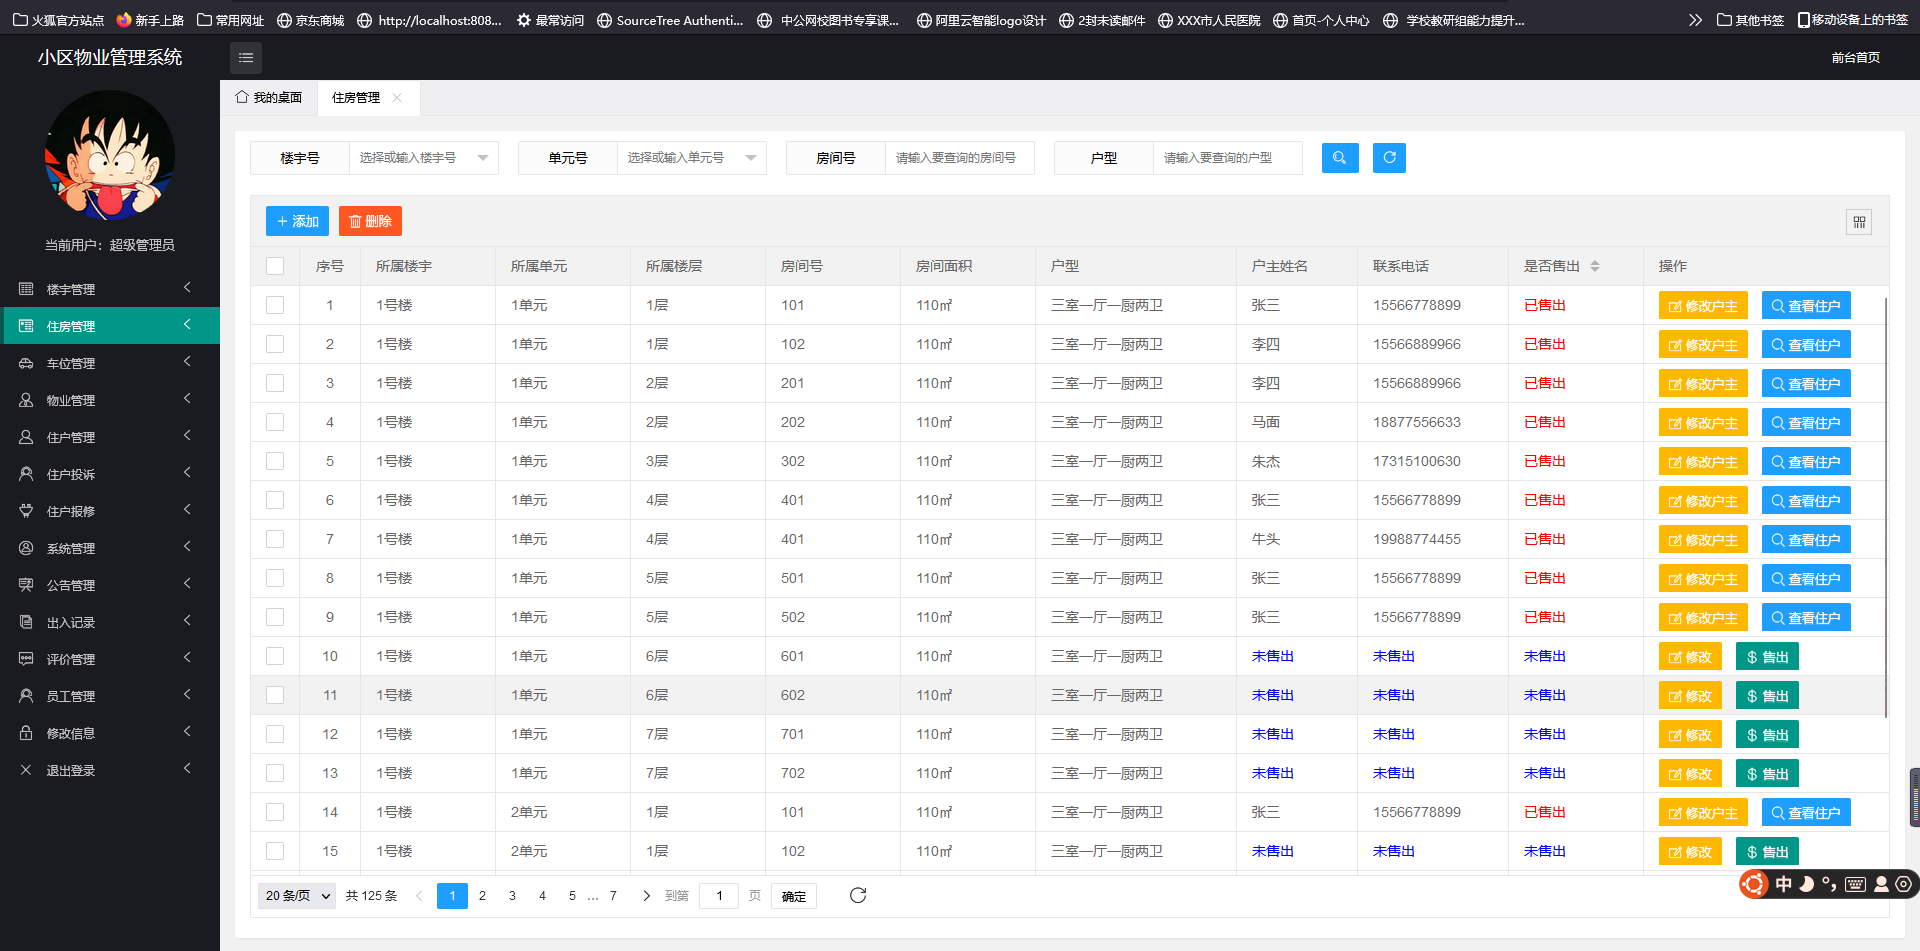 火狐官方站点 新手上路 常用网址 京东商城 http://localhost:808... 最常访问 SourceTree Authenti... 中公网校图书专享课... 阿里云智能logo设计 2封未读邮件 XXX市人民医院 首页-个人中心 学校教研组能力提升... 其他书签 移动设备上的书签
小区物业管理系统
前台首页
当前用户：超级管理员
楼宇管理
住房管理
车位管理
物业管理
住户管理
住户投诉
住户报修
系统管理
公告管理
出入记录
评价管理
员工管理
修改信息
退出登录
我的桌面 住房管理
楼宇号 选择或输入楼宇号 单元号 选择或输入单元号 房间号 请输入要查询的房间号 户型 请输入要查询的户型
添加 删除
序号 所属楼宇 所属单元 所属楼层 房间号 房间面积 户型 户主姓名 联系电话 是否售出 操作
1 1号楼 1单元 1层 101 110㎡ 三室一厅一厨两卫 张三 15566778899 已售出 修改户主 查看住户
2 1号楼 1单元 1层 102 110㎡ 三室一厅一厨两卫 李四 15566889966 已售出 修改户主 查看住户
3 1号楼 1单元 2层 201 110㎡ 三室一厅一厨两卫 李四 15566889966 已售出 修改户主 查看住户
4 1号楼 1单元 2层 202 110㎡ 三室一厅一厨两卫 马面 18877556633 已售出 修改户主 查看住户
5 1号楼 1单元 3层 302 110㎡ 三室一厅一厨两卫 朱杰 17315100630 已售出 修改户主 查看住户
6 1号楼 1单元 4层 401 110㎡ 三室一厅一厨两卫 张三 15566778899 已售出 修改户主 查看住户
7 1号楼 1单元 4层 401 110㎡ 三室一厅一厨两卫 牛头 19988774455 已售出 修改户主 查看住户
8 1号楼 1单元 5层 501 110㎡ 三室一厅一厨两卫 张三 15566778899 已售出 修改户主 查看住户
9 1号楼 1单元 5层 502 110㎡ 三室一厅一厨两卫 张三 15566778899 已售出 修改户主 查看住户
10 1号楼 1单元 6层 601 110㎡ 三室一厅一厨两卫 未售出 未售出 未售出 修改 $ 售出
11 1号楼 1单元 6层 602 110㎡ 三室一厅一厨两卫 未售出 未售出 未售出 修改 $ 售出
12 1号楼 1单元 7层 701 110㎡ 三室一厅一厨两卫 未售出 未售出 未售出 修改 $ 售出
13 1号楼 1单元 7层 702 110㎡ 三室一厅一厨两卫 未售出 未售出 未售出 修改 $ 售出
14 1号楼 2单元 1层 101 110㎡ 三室一厅一厨两卫 张三 15566778899 已售出 修改户主 查看住户
15 1号楼 2单元 1层 102 110㎡ 三室一厅一厨两卫 未售出 未售出 未售出 修改 $ 售出
20 条/页 共 125 条 1 2 3 4 5 ... 7 到第 1 页 确定
中 °，